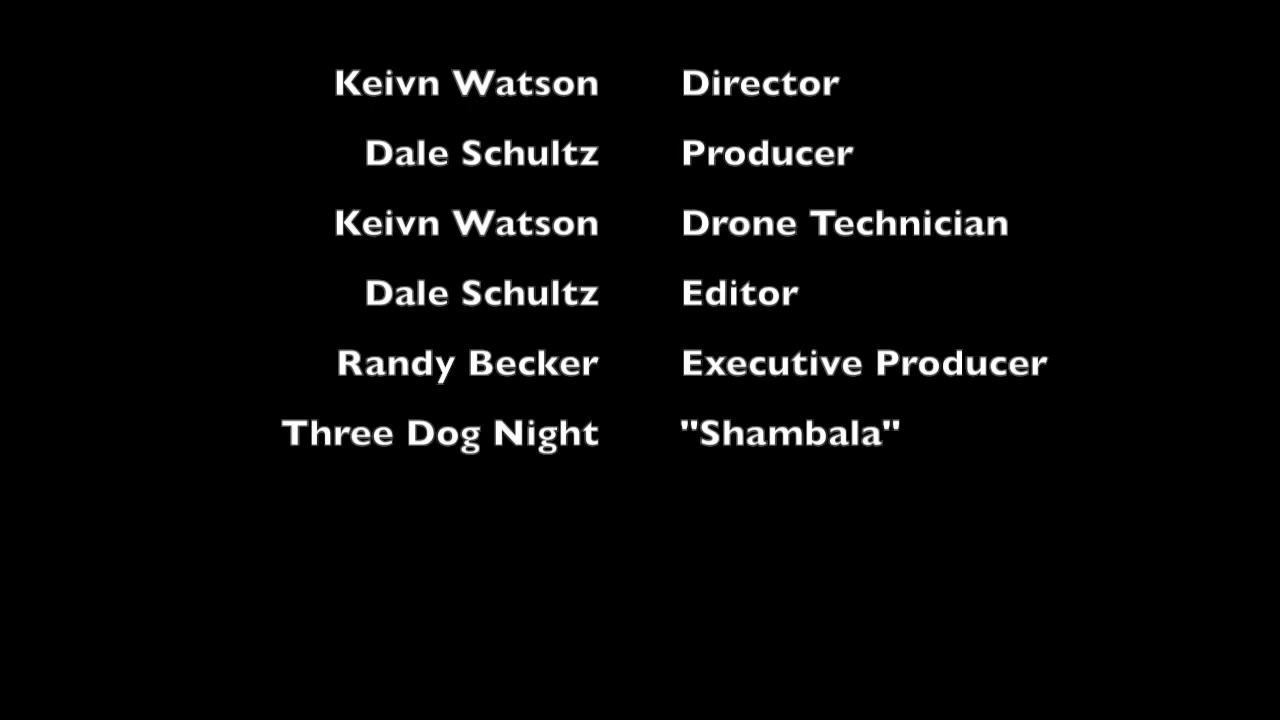 Keivn Watson Director
Dale Schultz Producer
Keivn Watson Drone Technician
Dale Schultz Editor
Randy Becker Executive Producer
Three Dog Night "Shambala"